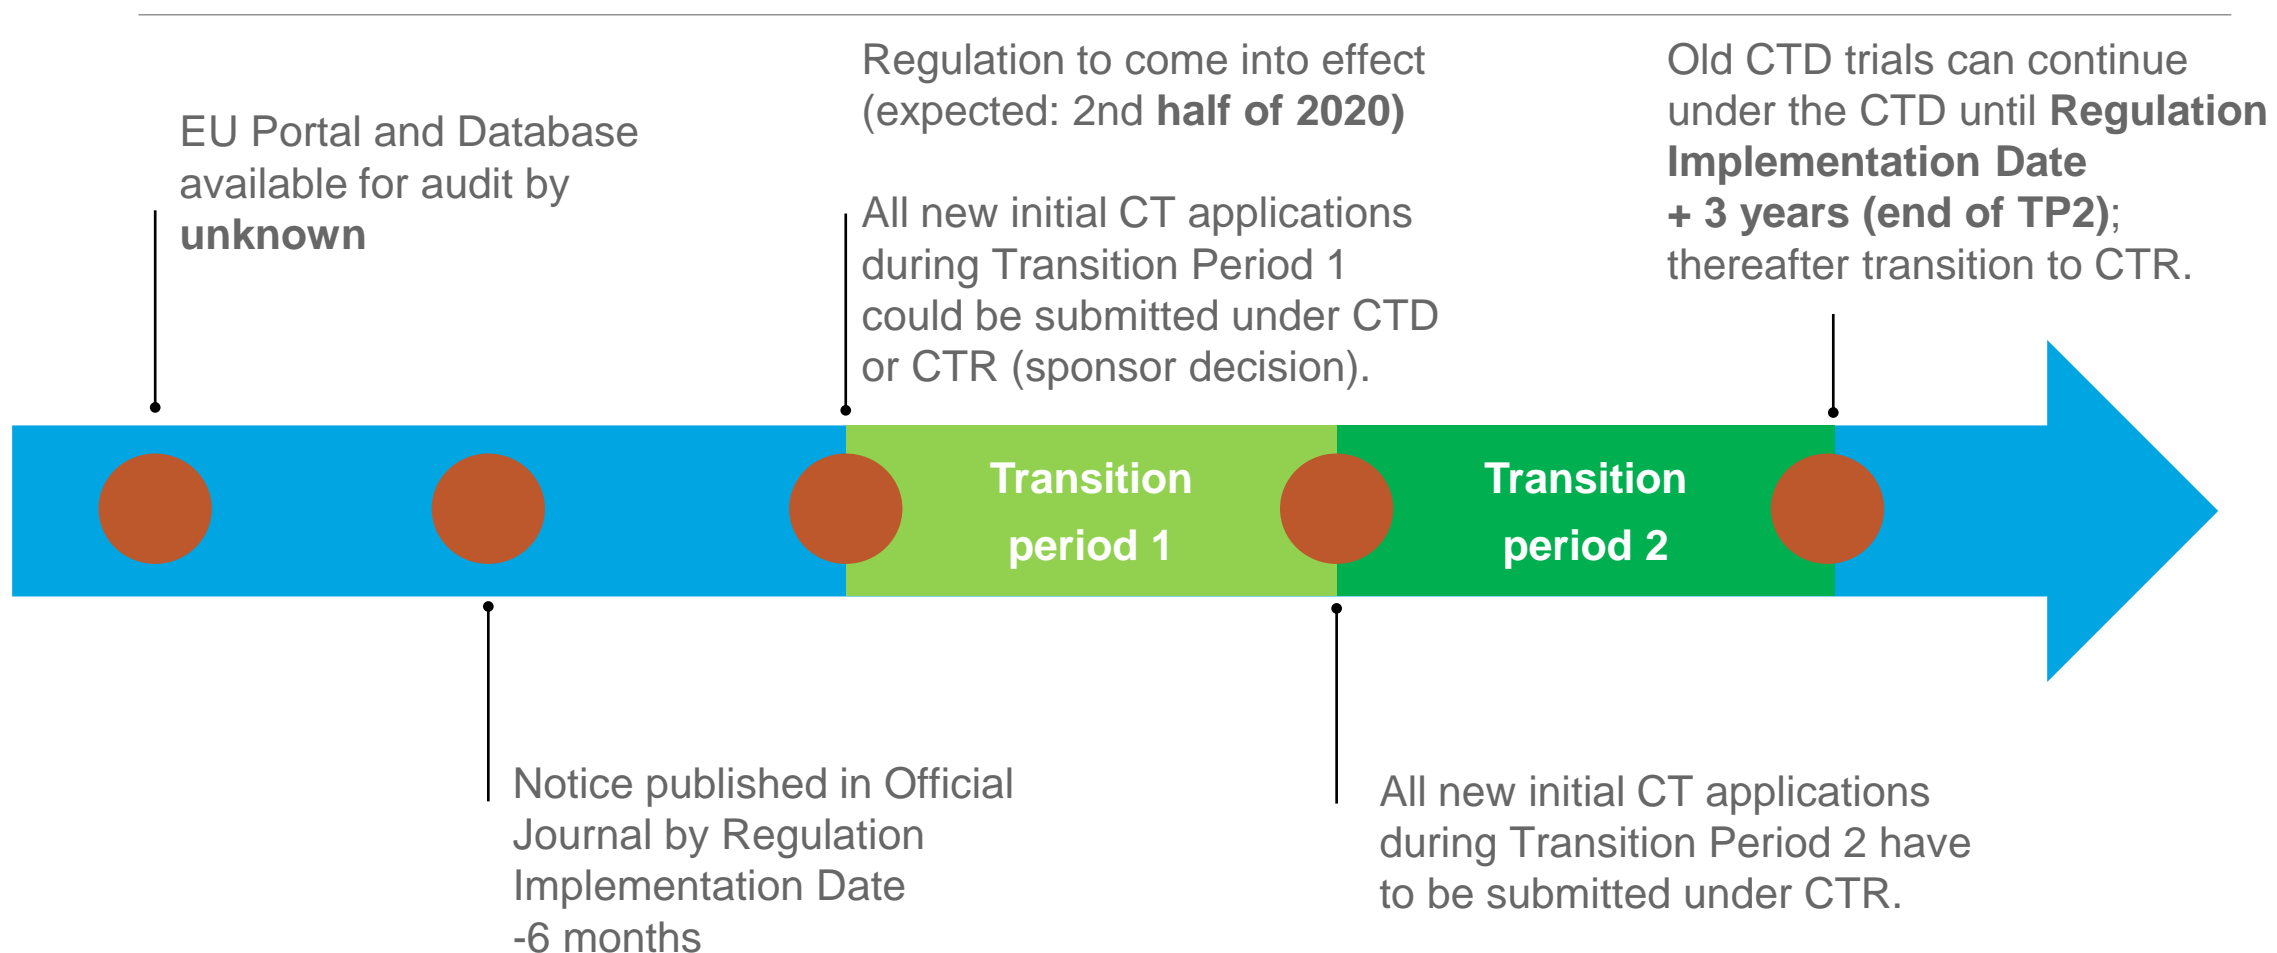 EU Portal and Database
available for audit by
unknown
Regulation to come into effect
(expected: 2nd half of 2020)
All new initial CT applications
during Transition Period 1
could be submitted under CTD
or CTR (sponsor decision).
Old CTD trials can continue
under the CTD until Regulation
Implementation Date
+ 3 years (end of TP2);
thereafter transition to CTR.
Transition
period 1
Transition
period 2
Notice published in Official
Journal by Regulation
Implementation Date
-6 months
All new initial CT applications
during Transition Period 2 have
to be submitted under CTR.